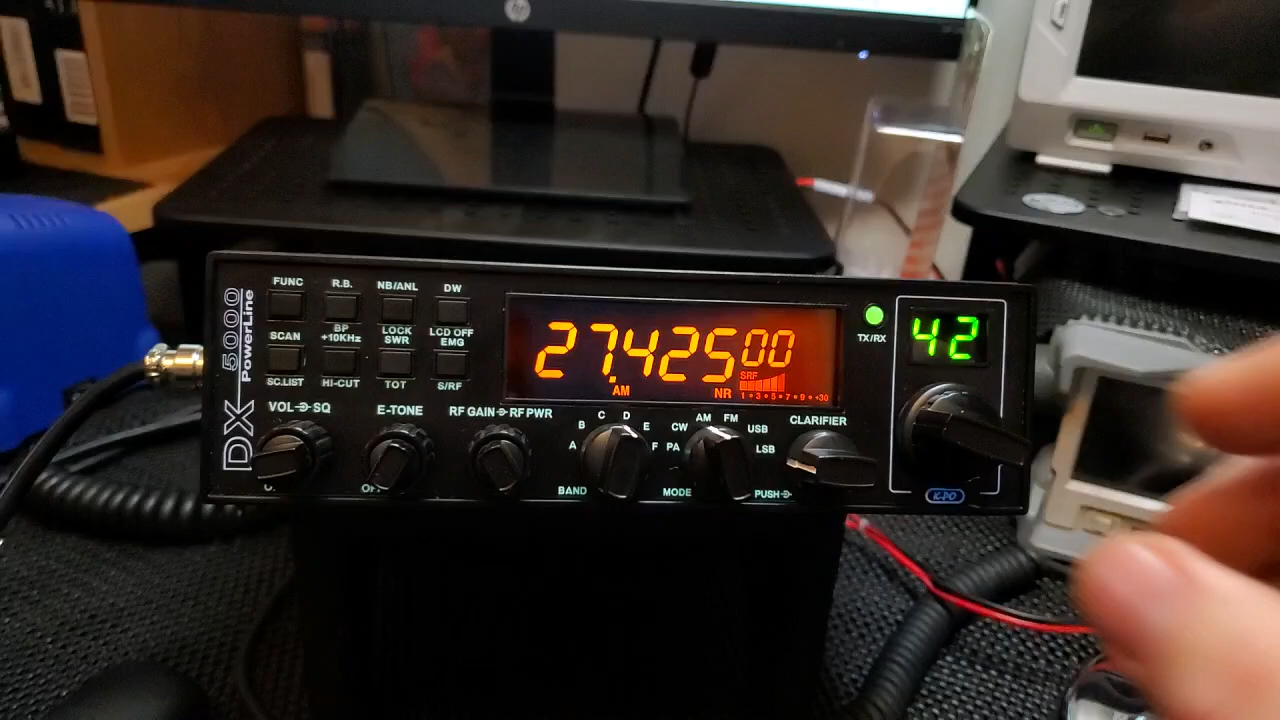 hp
FUNC R.B. NB/ANL DW
SCAN BP +10KHz LOCK SWR LCD OFF EMG
SC.LIST HI-CUT TOT S/RF
DX 5000 PowerLine
27.425 00
AM NR SRF
1 • 3 • 5 • 7 • 9 • +30
TX/RX
42
VOL SQ E-TONE RF GAIN RF PWR
A B C D E F
BAND
PA CW AM FM USB LSB
MODE
CLARIFIER
PUSH
K-PO